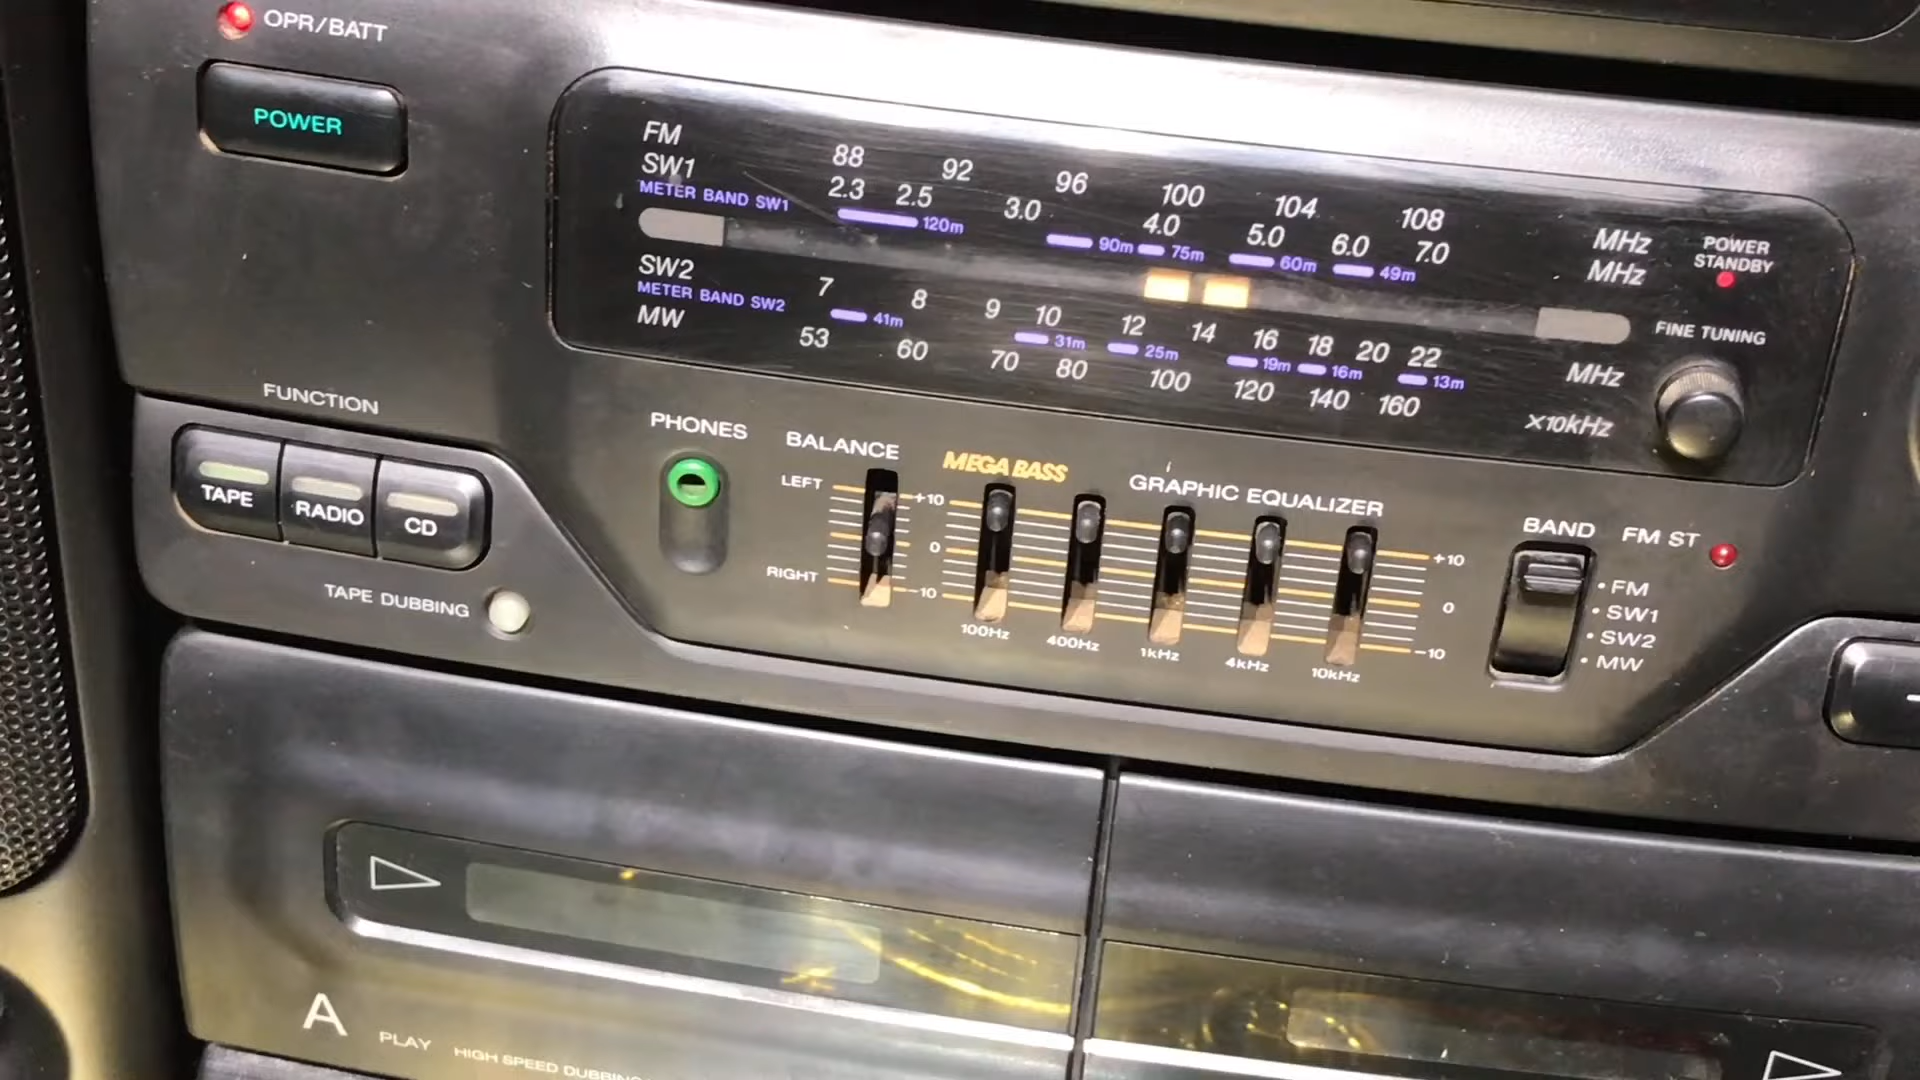 OPR/BATT
POWER
FM 88 92 96 100 104 108 MHz
SW1 2.3 2.5 3.0 4.0 5.0 6.0 7.0 MHz
METER BAND SW1 120m 90m 75m 60m 49m
POWER
STANDBY
SW2 7 8 9 10 12 14 16 18 20 22 MHz
METER BAND SW2 41m 31m 25m 19m 16m 13m
MW 53 60 70 80 100 120 140 160 X10kHz
FINE TUNING
FUNCTION
TAPE RADIO CD
TAPE DUBBING
PHONES
BALANCE
LEFT
RIGHT
MEGA BASS
GRAPHIC EQUALIZER
+10 +10
0 0
-10 -10
100Hz 400Hz 1kHz 4kHz 10kHz
BAND
FM ST
• FM
• SW1
• SW2
• MW
A
PLAY
HIGH SPEED DUBBING